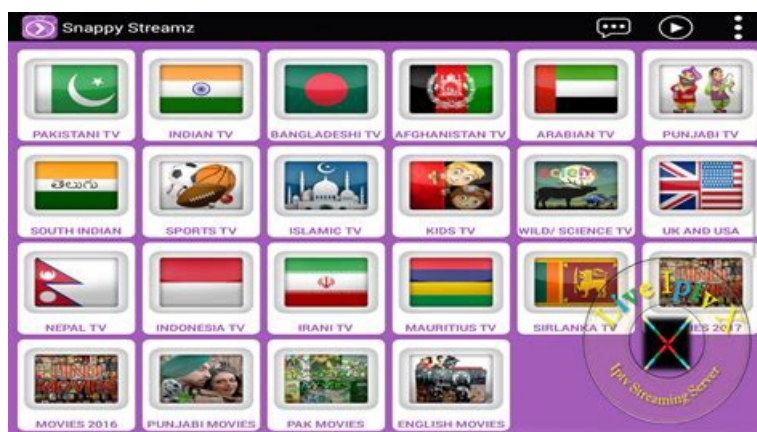 Snappy Streamz
PAKISTANI TV
INDIAN TV
BANGLADESHI TV
AFGHANISTAN TV
ARABIAN TV
PUNJABI TV
తెలుగు
SOUTH INDIAN
SPORTS TV
ISLAMIC TV
KIDS TV
WILD/ SCIENCE TV
UK AND USA
NEPAL TV
INDONESIA TV
IRANI TV
MAURITIUS TV
SIRLANKA TV
IES 2017
Live Iptv X
Iptv Streaming Server
MOVIES 2016
PUNJABI MOVIES
PAK MOVIES
ENGLISH MOVIES